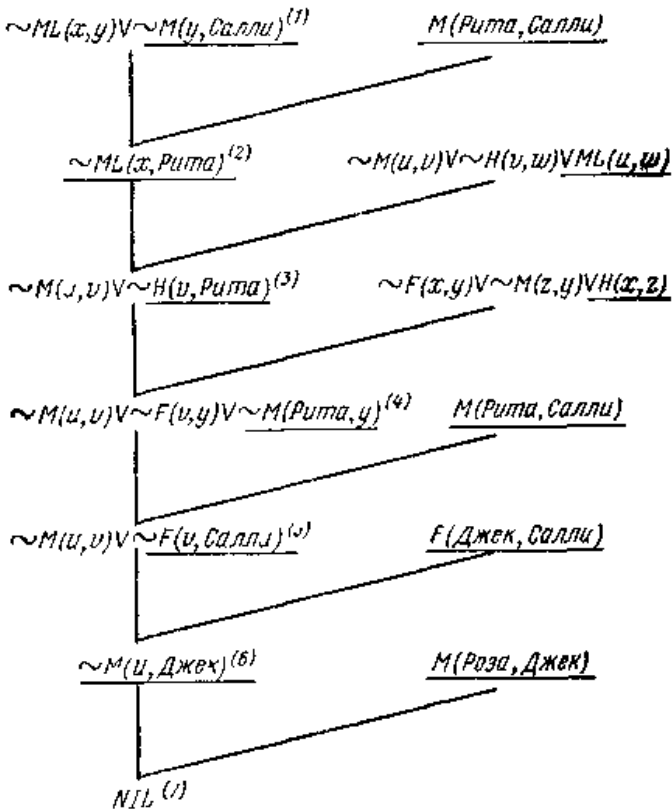 ~ML(x,y)V~M(y,Салли)(1) M(Рита,Салли)
~ML(x,Рита)(2) ~M(u,v)V~H(v,w)VML(u,w)
~M(u,v)V~H(v,Рита)(3) ~F(x,y)V~M(z,y)VH(x,z)
~M(u,v)V~F(v,y)V~M(Рита,y)(4) M(Рита,Салли)
~M(u,v)V~F(v,Салли)(5) F(Джек,Салли)
~M(u,Джек)(6) M(Роза,Джек)
NIL(7)